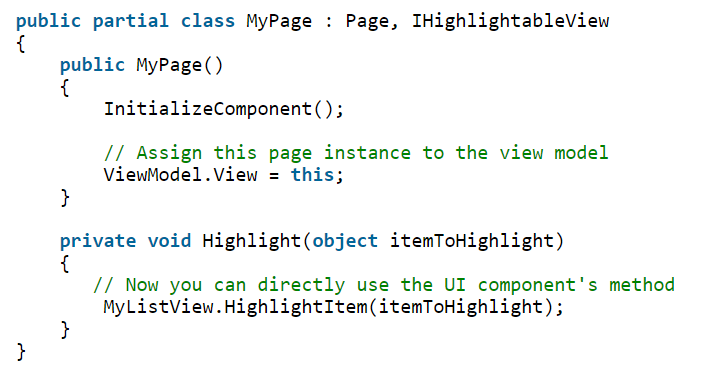 public partial class MyPage : Page, IHighlightableView
{
    public MyPage()
    {
        InitializeComponent();

        // Assign this page instance to the view model
        ViewModel.View = this;
    }

    private void Highlight(object itemToHighlight)
    {
       // Now you can directly use the UI component's method
        MyListView.HighlightItem(itemToHighlight);
    }
}